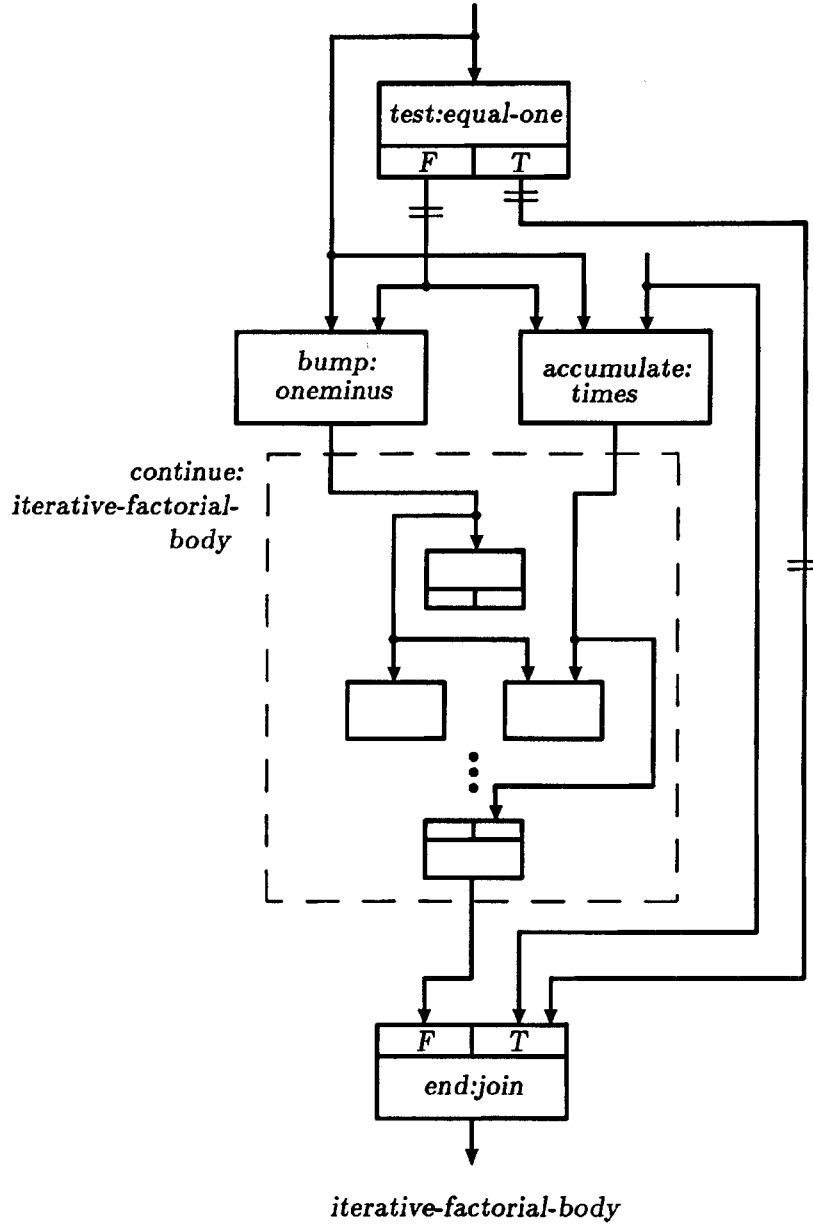 test:equal-one
F T
bump:
oneminus
accumulate:
times
continue:
iterative-factorial-
body
F T
end:join
iterative-factorial-body